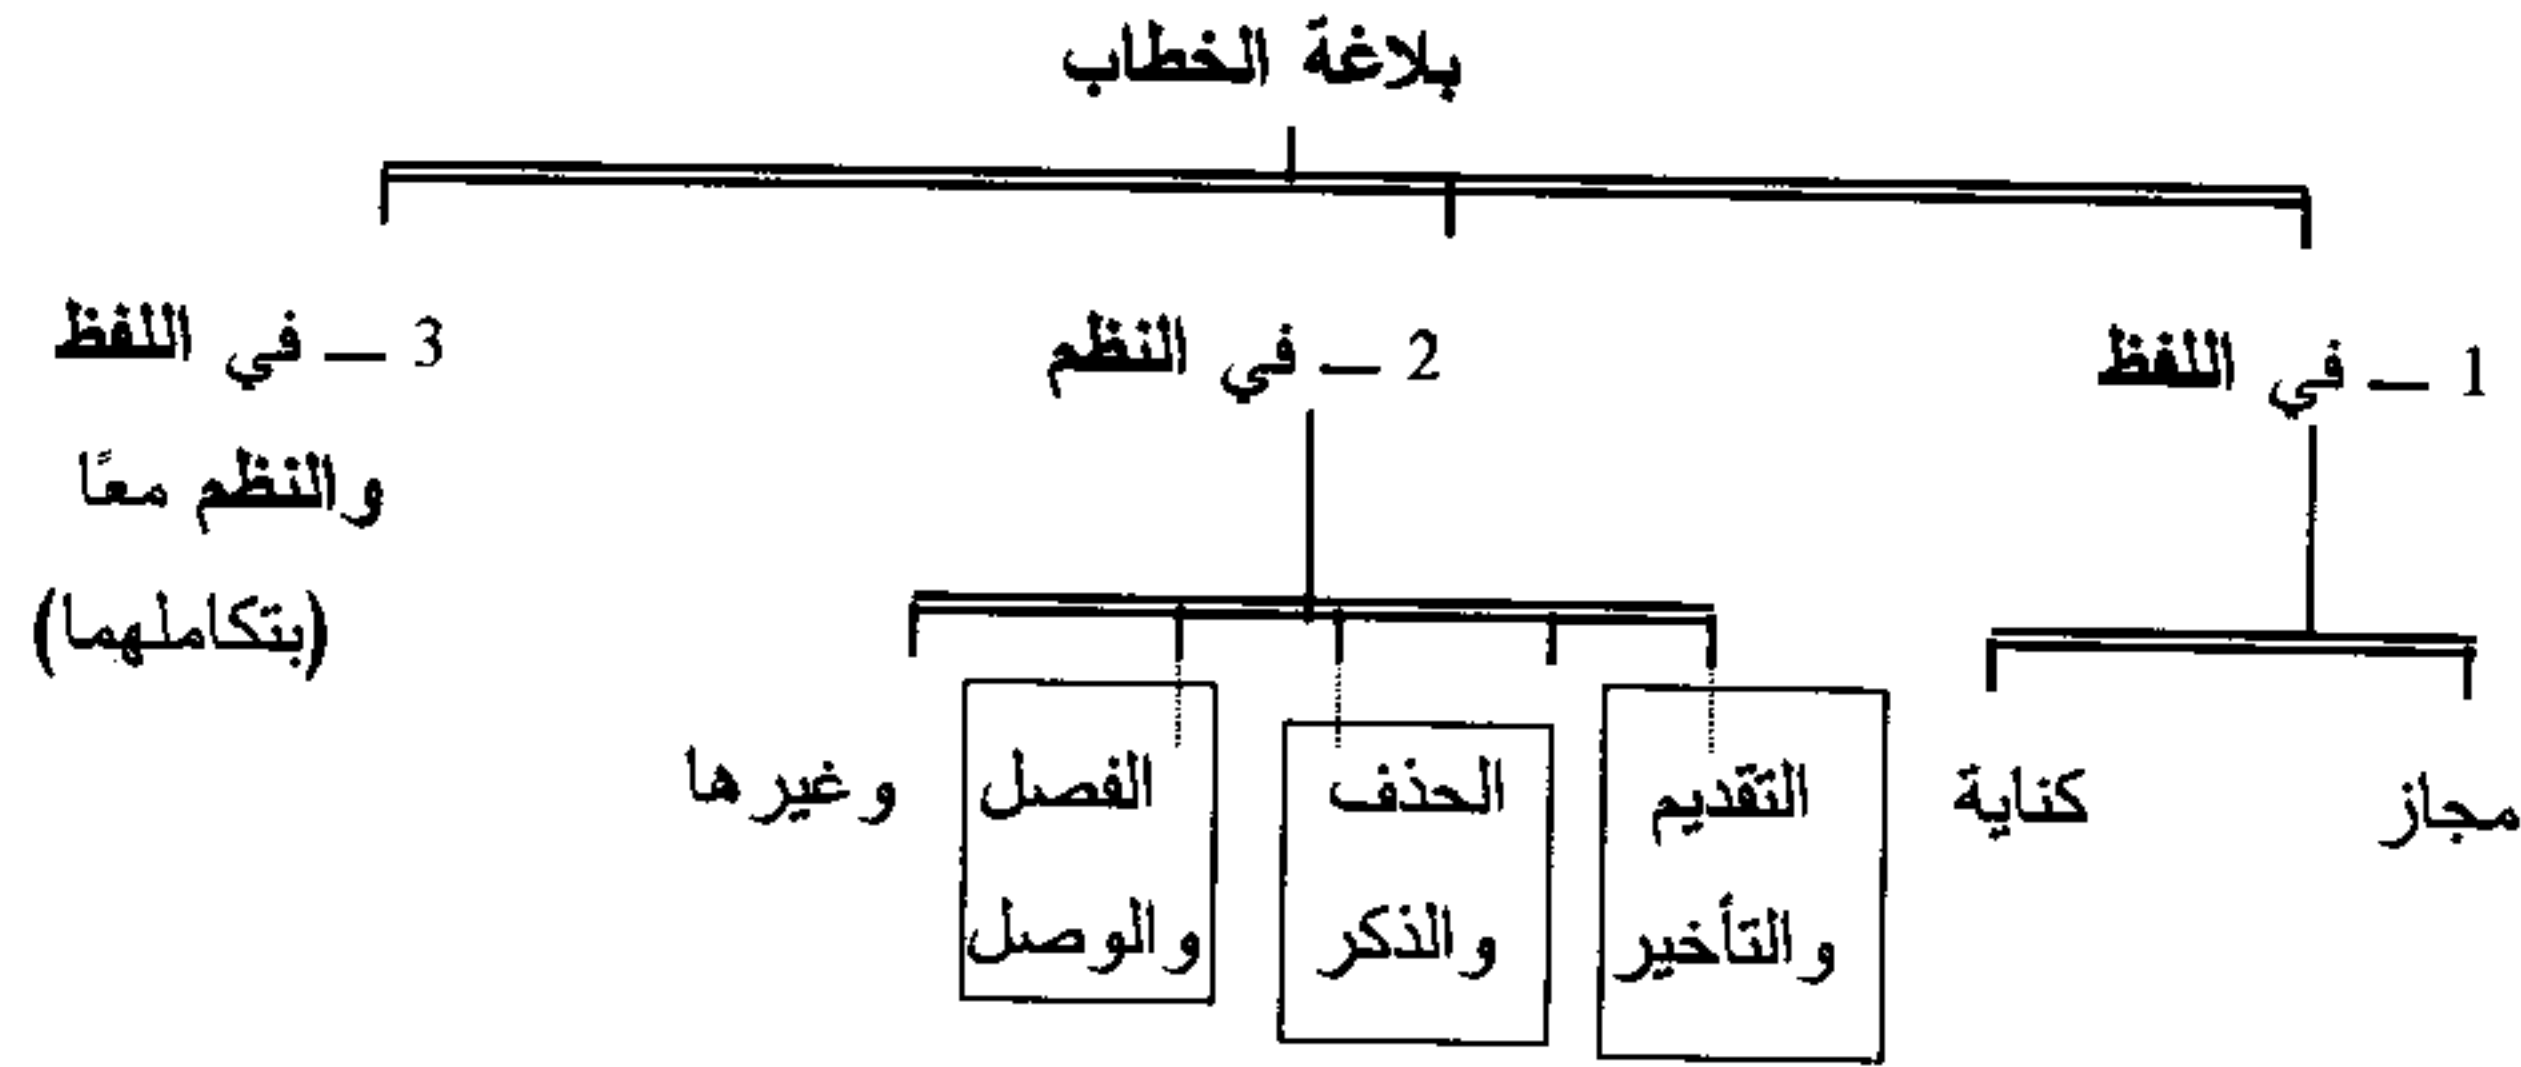 بلاغة الخطاب
1 – في اللفظ
2 – في النظم
3 – في اللفظ
والنظم معًا
(بتكاملهما)
مجاز
كناية
التقديم
والتأخير
الحذف
والذكر
الفصل
والوصل
وغيرها